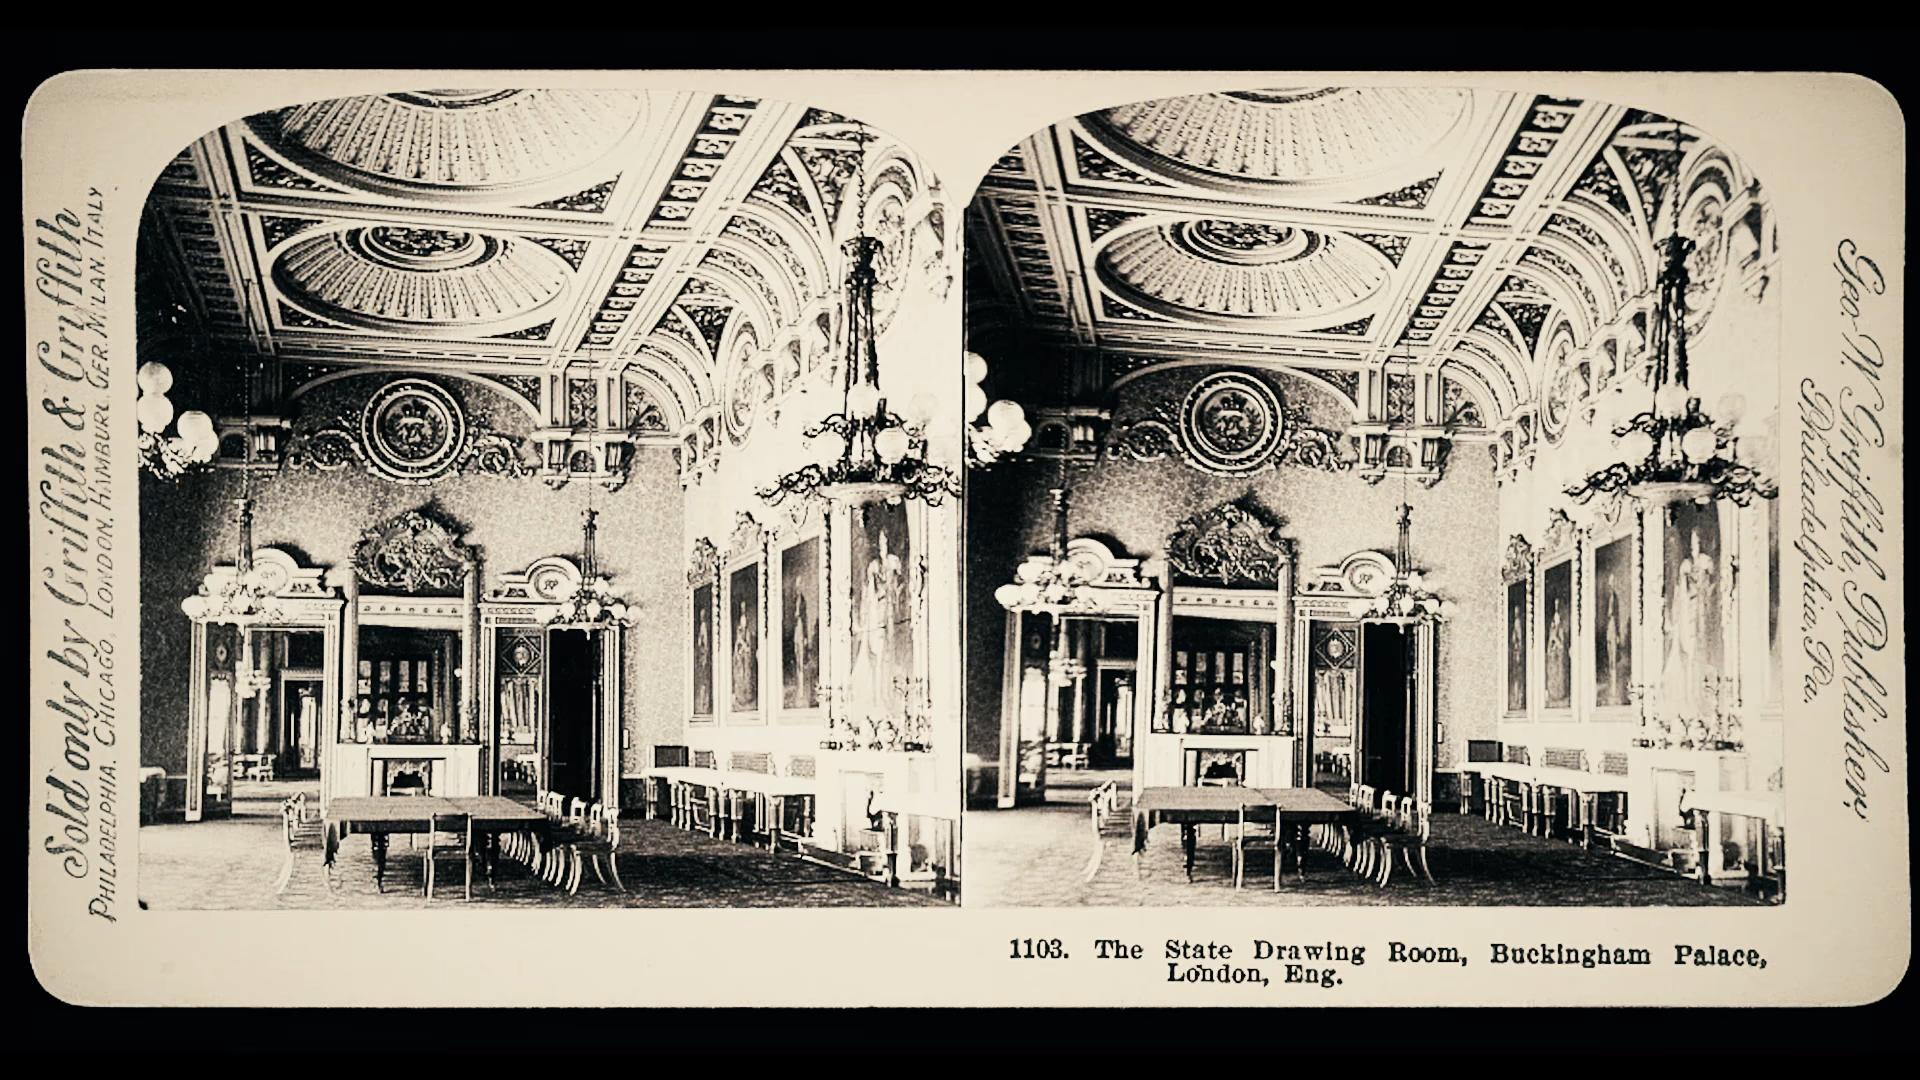 Sold only by Griffith & Griffith
PHILADELPHIA, CHICAGO, LONDON, HAMBURG, GER. MILAN, ITALY
Geo. W. Griffith, Publisher,
Philadelphia, Pa.
1103. The State Drawing Room, Buckingham Palace,
London, Eng.